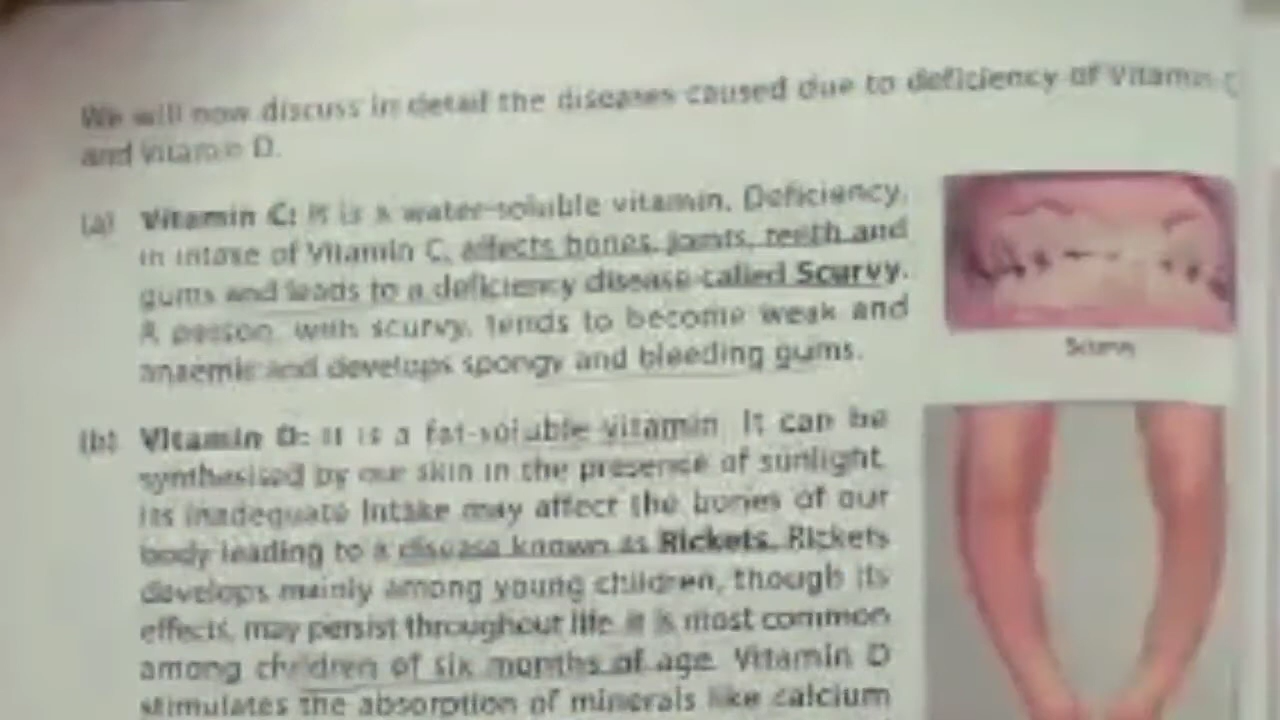 We will now discuss in detail the diseases caused due to deficiency of Vitamin C
and Vitamin D.
(a) Vitamin C: It is a water-soluble vitamin. Deficiency,
in intake of Vitamin C, affects bones, joints, teeth and
gums and leads to a deficiency disease called Scurvy.
A person, with scurvy, tends to become weak and
anaemic and develops spongy and bleeding gums.
Scurvy
(b) Vitamin D: It is a fat-soluble vitamin. It can be
synthesised by our skin in the presence of sunlight.
Its inadequate intake may affect the bones of our
body leading to a disease known as Rickets. Rickets
develops mainly among young children, though its
effects, may persist throughout life. It is most common
among children of six months of age. Vitamin D
stimulates the absorption of minerals like calcium